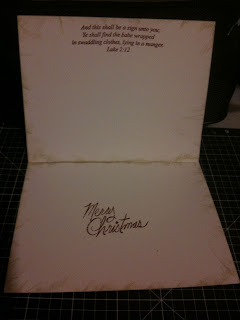 And this shall be a sign unto you;
Ye shall find the babe wrapped
in swaddling clothes, lying in a manger
Luke 2:12
Merry
Christmas